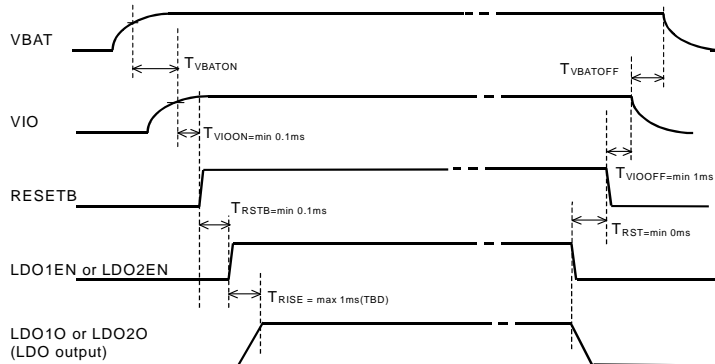 VBAT
TVBATON
TVBATOFF
VIO
TVIOON=min 0.1ms
TVIOOFF=min 1ms
RESETB
TRSTB=min 0.1ms
TRST=min 0ms
LDO1EN or LDO2EN
TRISE = max 1ms(TBD)
LDO1O or LDO2O
(LDO output)